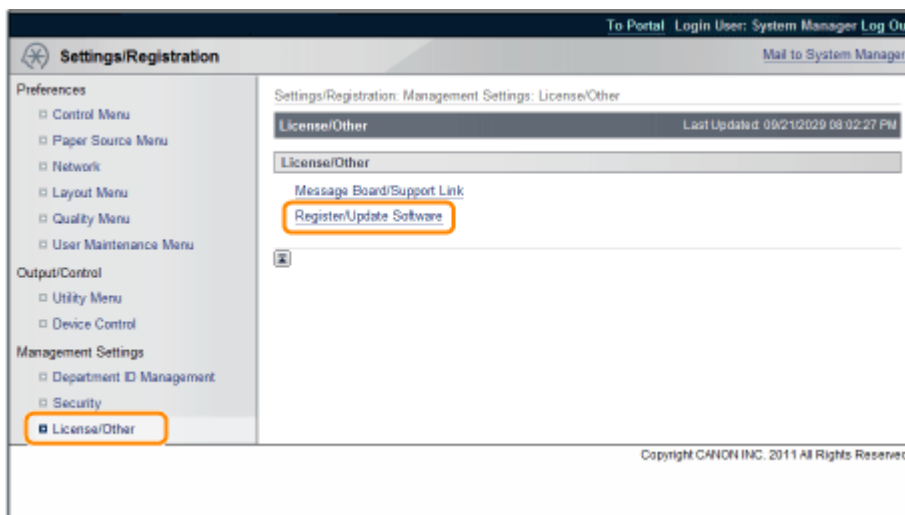 To Portal Login User: System Manager Log Ou
Settings/Registration
Mail to System Manager
Preferences
Control Menu
Paper Source Menu
Network
Layout Menu
Quality Menu
User Maintenance Menu
Output/Control
Utility Menu
Device Control
Management Settings
Department ID Management
Security
License/Other
Settings/Registration: Management Settings: License/Other
License/Other Last Updated: 09/21/2029 08:02:27 PM
License/Other
Message Board/Support Link
Register/Update Software
Copyright CANON INC. 2011 All Rights Reserved